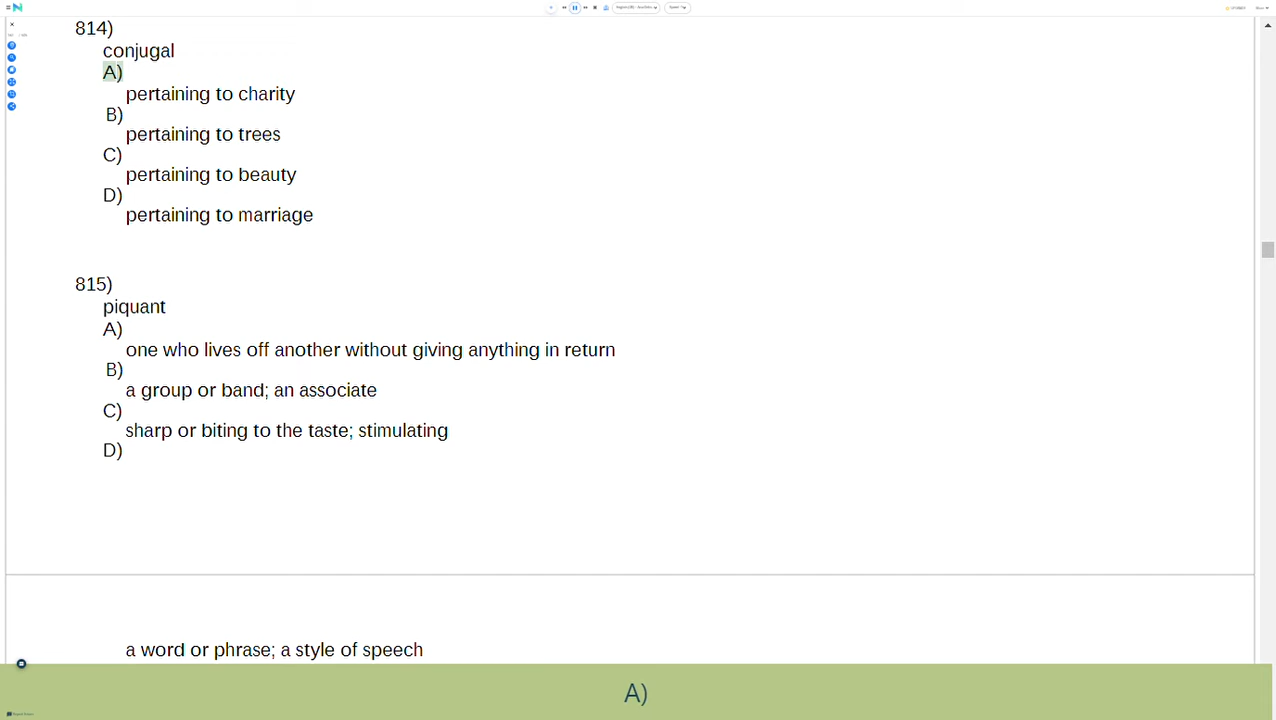 814)
conjugal
A)
pertaining to charity
B)
pertaining to trees
C)
pertaining to beauty
D)
pertaining to marriage
815)
piquant
A)
one who lives off another without giving anything in return
B)
a group or band; an associate
C)
sharp or biting to the taste; stimulating
D)
a word or phrase; a style of speech
A)